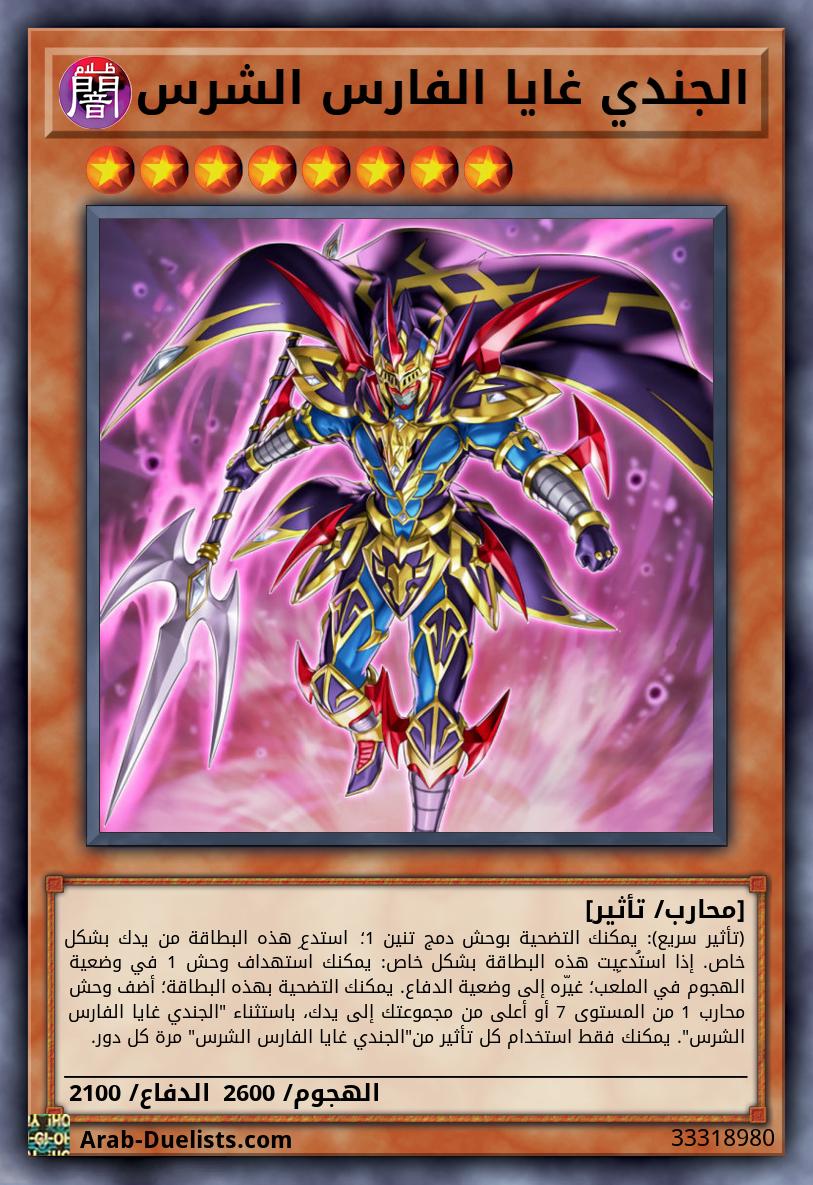 الجندي غايا الفارس الشرس
ظلام
闇
[محارب/ تأثير]
(تأثير سريع): يمكنك التضحية بوحش دمج تنين 1؛ استدعِ هذه البطاقة من يدك بشكل
خاص. إذا استُدعيت هذه البطاقة بشكل خاص: يمكنك استهداف وحش 1 في وضعية
الهجوم في الملعب؛ غيّره إلى وضعية الدفاع. يمكنك التضحية بهذه البطاقة؛ أضف وحش
محارب 1 من المستوى 7 أو أعلى من مجموعتك إلى يدك، باستثناء "الجندي غايا الفارس
الشرس". يمكنك فقط استخدام كل تأثير من"الجندي غايا الفارس الشرس" مرة كل دور.
الهجوم/ 2600 الدفاع/ 2100
Arab-Duelists.com
33318980